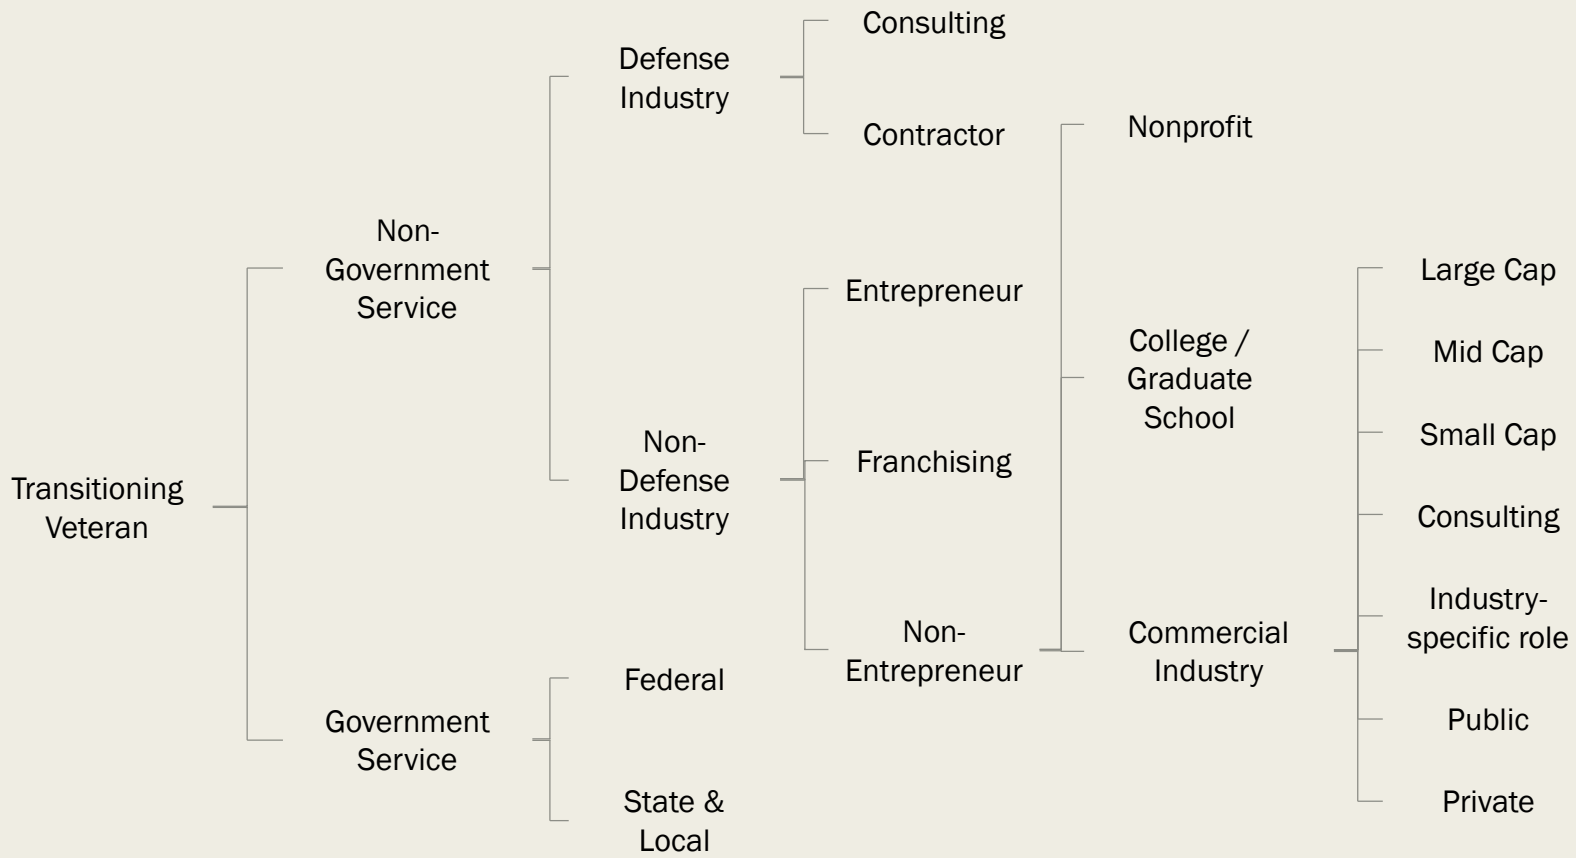 Transitioning
Veteran
Non-
Government
Service
Government
Service
Defense
Industry
Non-
Defense
Industry
Federal
State &
Local
Consulting
Contractor
Entrepreneur
Franchising
Non-
Entrepreneur
Nonprofit
College /
Graduate
School
Commercial
Industry
Large Cap
Mid Cap
Small Cap
Consulting
Industry-
specific role
Public
Private